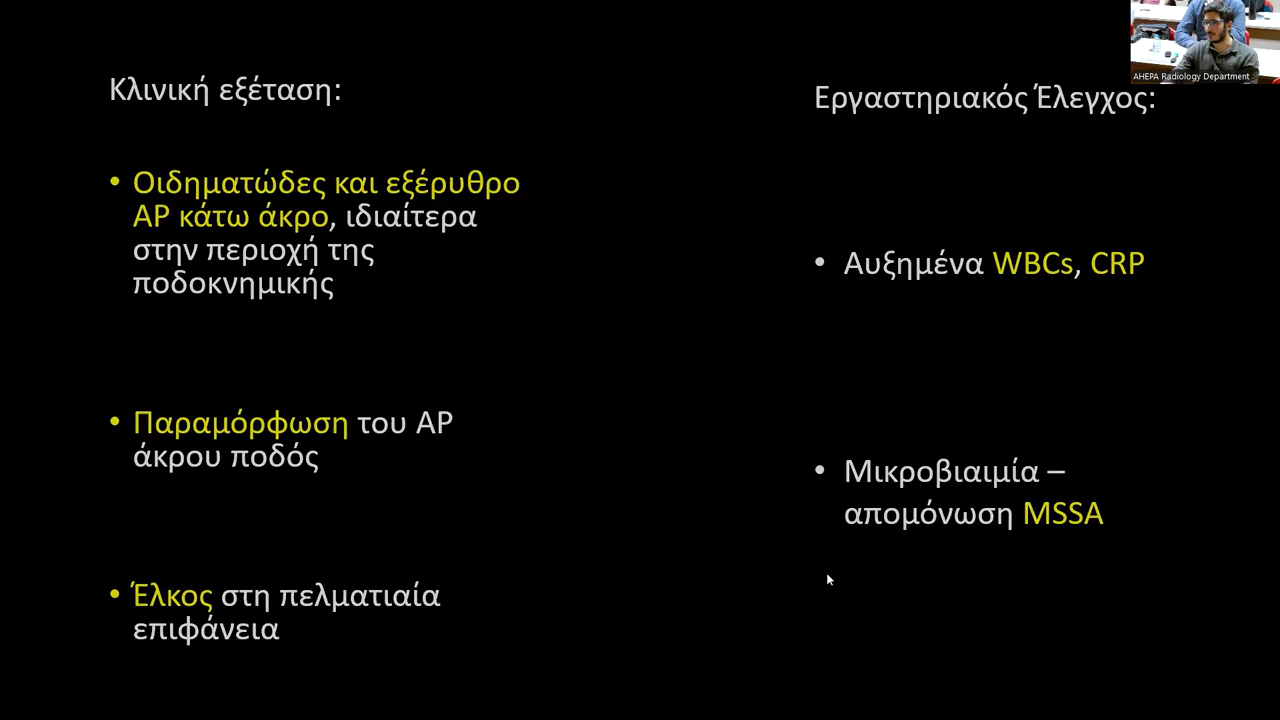 Κλινική εξέταση:
• Οιδηματώδες και εξέρυθρο
ΑΡ κάτω άκρο, ιδιαίτερα
στην περιοχή της
ποδοκνημικής
• Παραμόρφωση του ΑΡ
άκρου ποδός
• Έλκος στη πελματιαία
επιφάνεια
Εργαστηριακός Έλεγχος:
• Αυξημένα WBCs, CRP
• Μικροβιαιμία –
απομόνωση MSSA
AHEPA Radiology Department